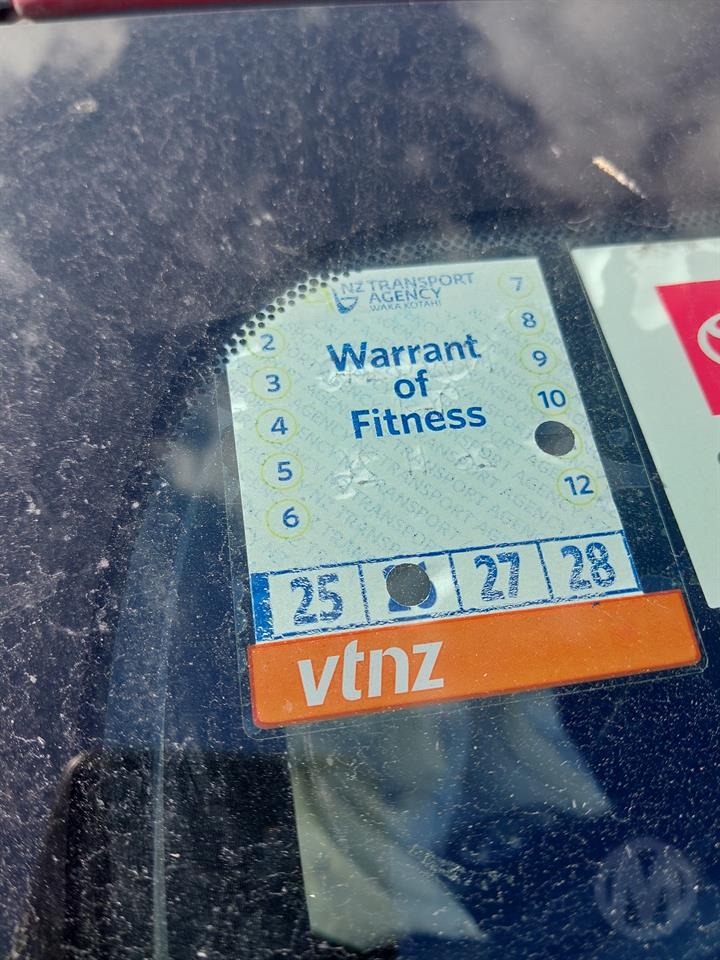 NZ TRANSPORT
AGENCY
WAKA KOTAHI
Warrant
of
Fitness
2
3
4
5
6
7
8
9
10
12
25 27 28
vtnz
M